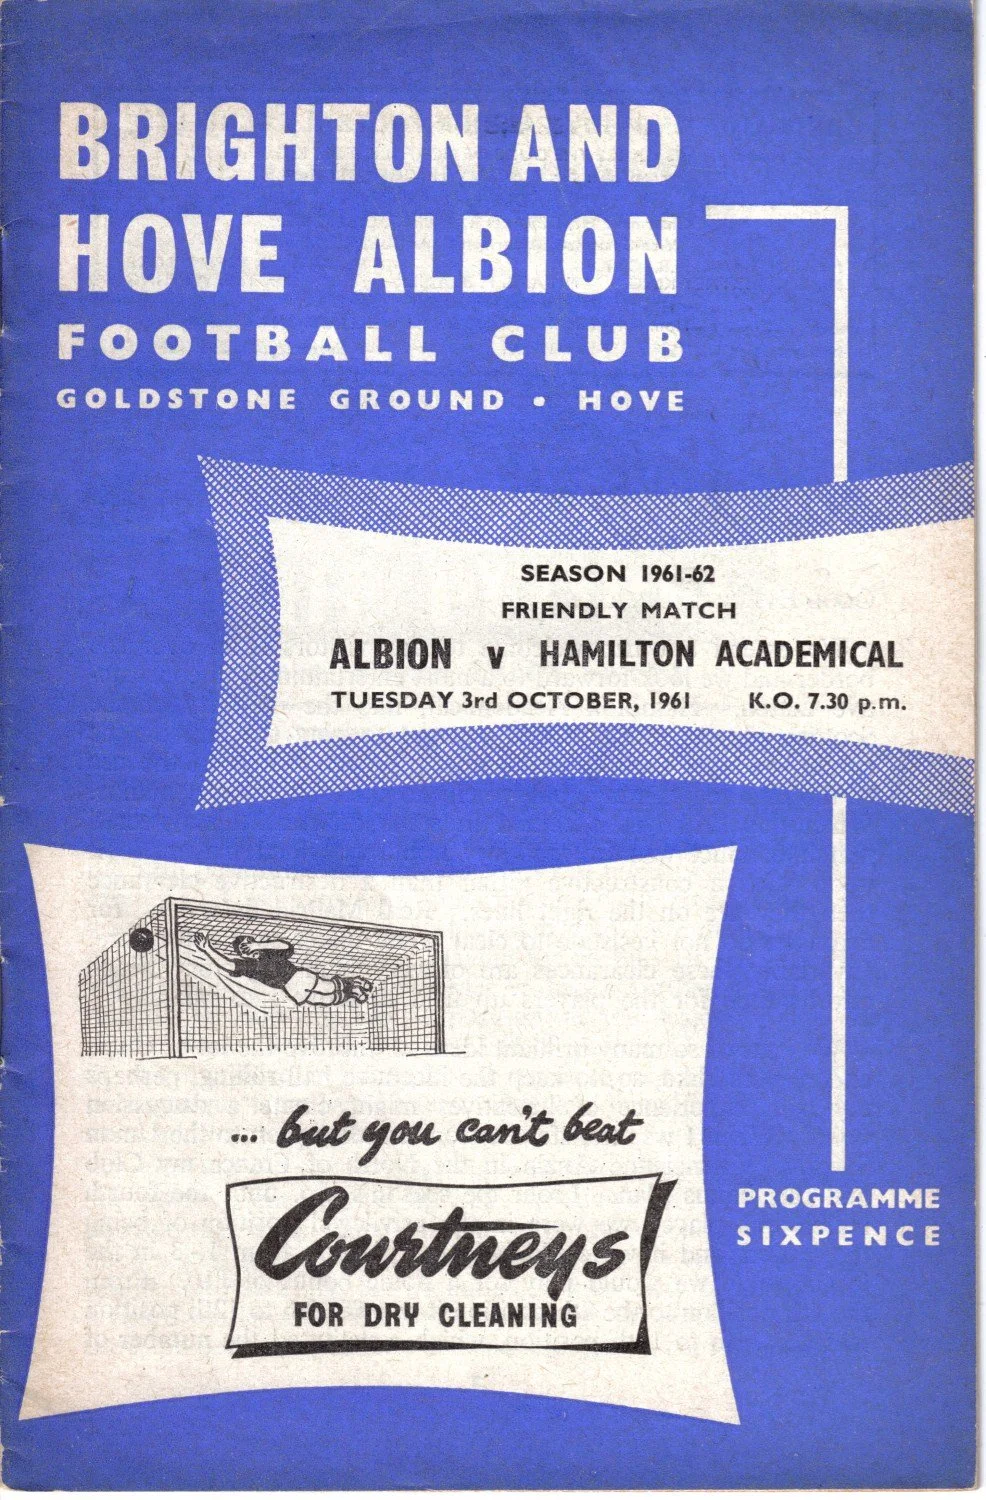 BRIGHTON AND
HOVE ALBION
FOOTBALL CLUB
GOLDSTONE GROUND • HOVE
SEASON 1961-62
FRIENDLY MATCH
ALBION v HAMILTON ACADEMICAL
TUESDAY 3rd OCTOBER, 1961 K.O. 7.30 p.m.
... but you can't beat
Courtneys
FOR DRY CLEANING
PROGRAMME
SIXPENCE